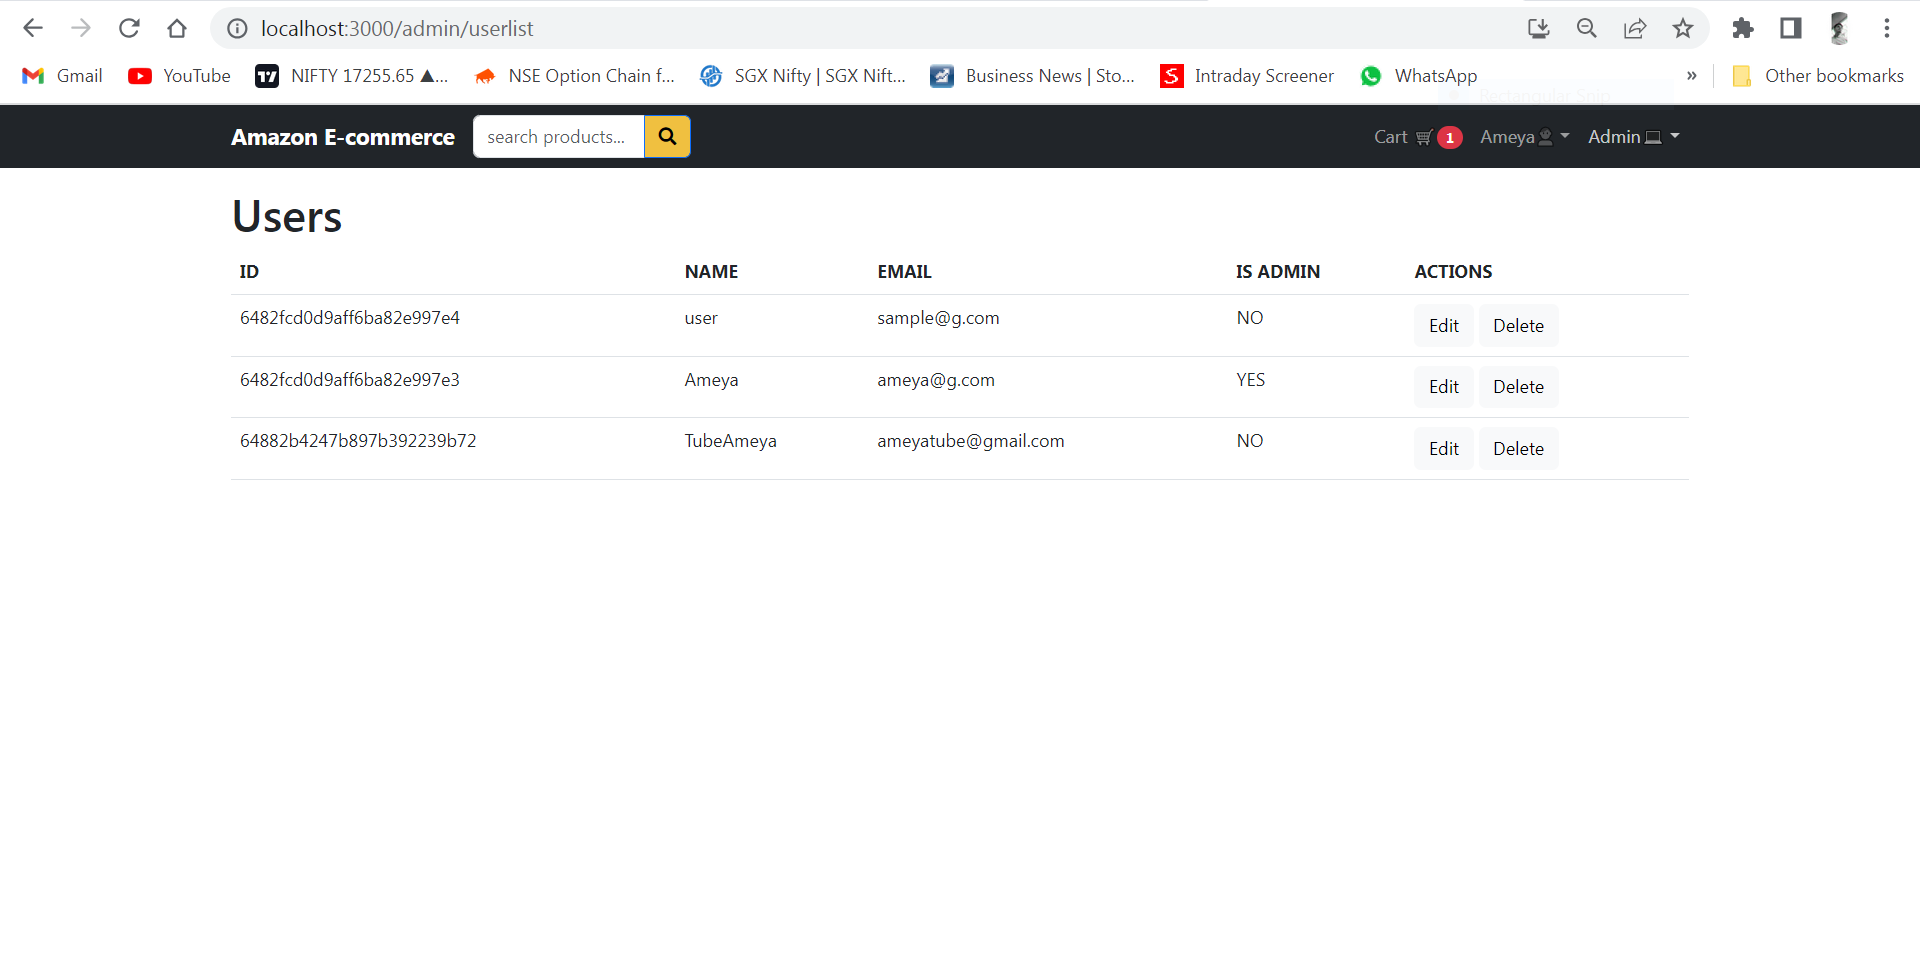 localhost:3000/admin/userlist
Gmail YouTube NIFTY 17255.65 ▲... NSE Option Chain f... SGX Nifty | SGX Nift... Business News | Sto... Intraday Screener WhatsApp » Other bookmarks
Rectangular Snip
Amazon E-commerce search products... Cart 1 Ameya Admin
Users
ID NAME EMAIL IS ADMIN ACTIONS
6482fcd0d9aff6ba82e997e4 user sample@g.com NO Edit Delete
6482fcd0d9aff6ba82e997e3 Ameya ameya@g.com YES Edit Delete
64882b4247b897b392239b72 TubeAmeya ameyatube@gmail.com NO Edit Delete